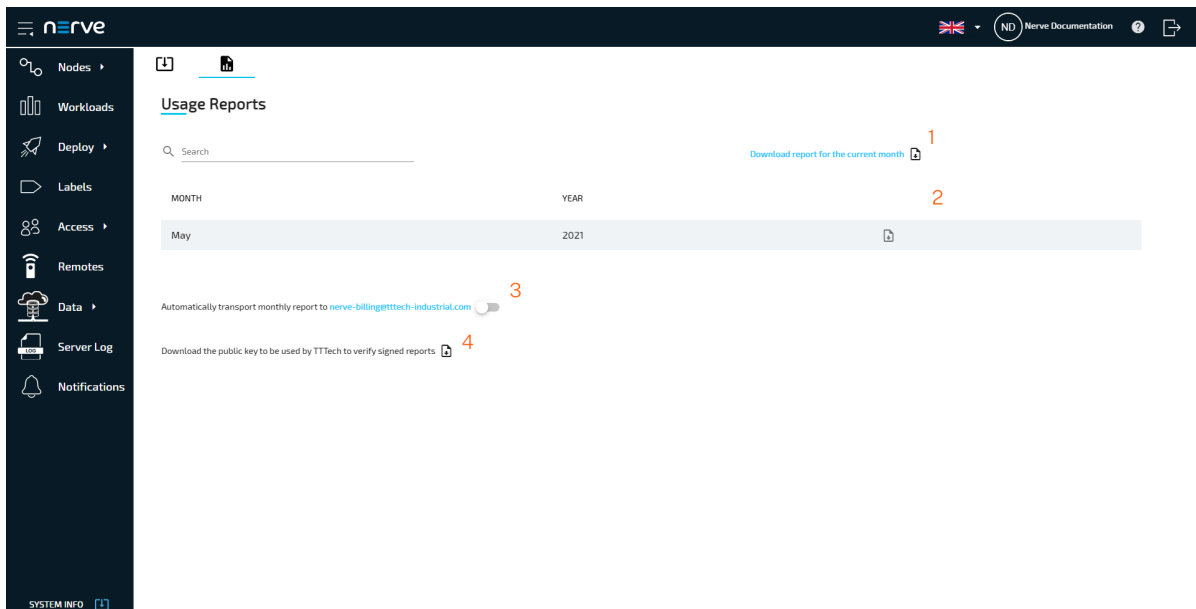 nerve
ND Nerve Documentation ?
Nodes
Workloads
Deploy
Labels
Access
Remotes
Data
LOG Server Log
Notifications
SYSTEM INFO
Usage Reports
Search
1
Download report for the current month
MONTH YEAR 2
May 2021
3
Automatically transport monthly report to nerve-billing@tttech-industrial.com
4
Download the public key to be used by TTTech to verify signed reports